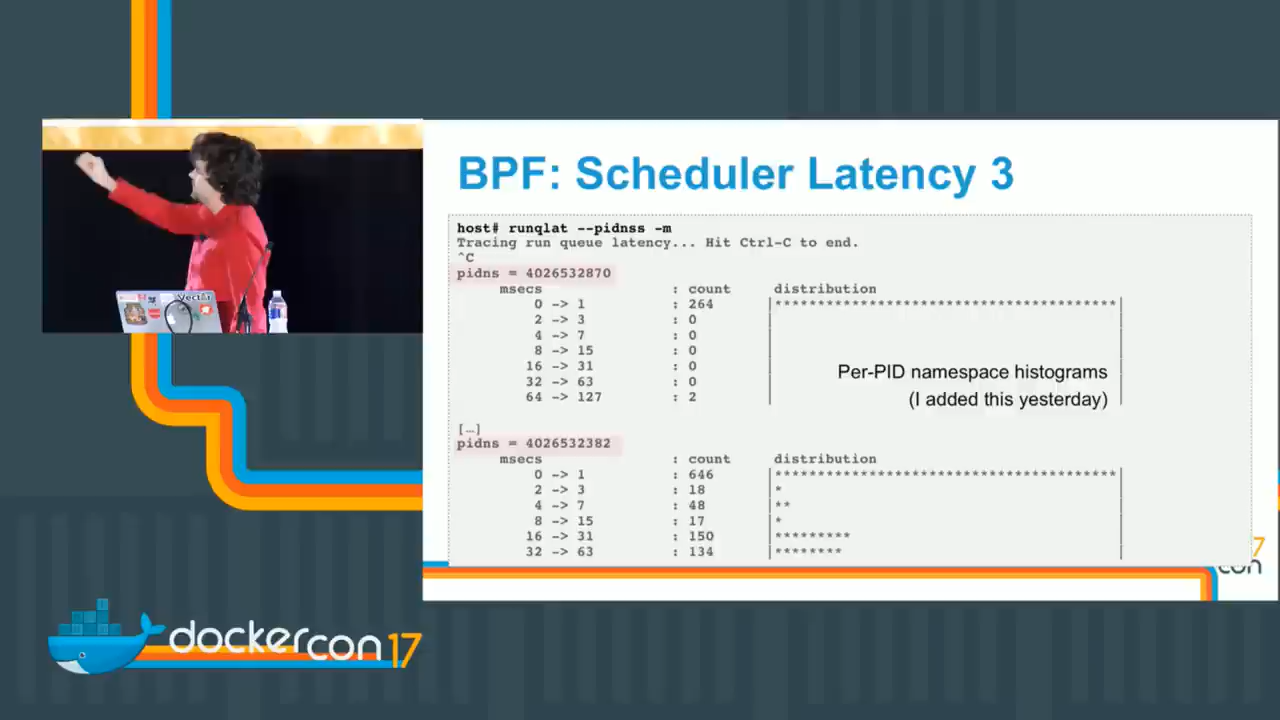 BPF: Scheduler Latency 3
host# runqlat --pidnss -m
Tracing run queue latency... Hit Ctrl-C to end.
^C
pidns = 4026532870
msecs : count distribution
0 -> 1 : 264 |****************************************|
2 -> 3 : 0 | |
4 -> 7 : 0 | |
8 -> 15 : 0 | |
16 -> 31 : 0 | |
32 -> 63 : 0 | |
64 -> 127 : 2 | |
Per-PID namespace histograms
(I added this yesterday)
[…]
pidns = 4026532382
msecs : count distribution
0 -> 1 : 646 |****************************************|
2 -> 3 : 18 |* |
4 -> 7 : 48 |** |
8 -> 15 : 17 |* |
16 -> 31 : 150 |********* |
32 -> 63 : 134 |******** |
Vector
17
con
dockercon 17